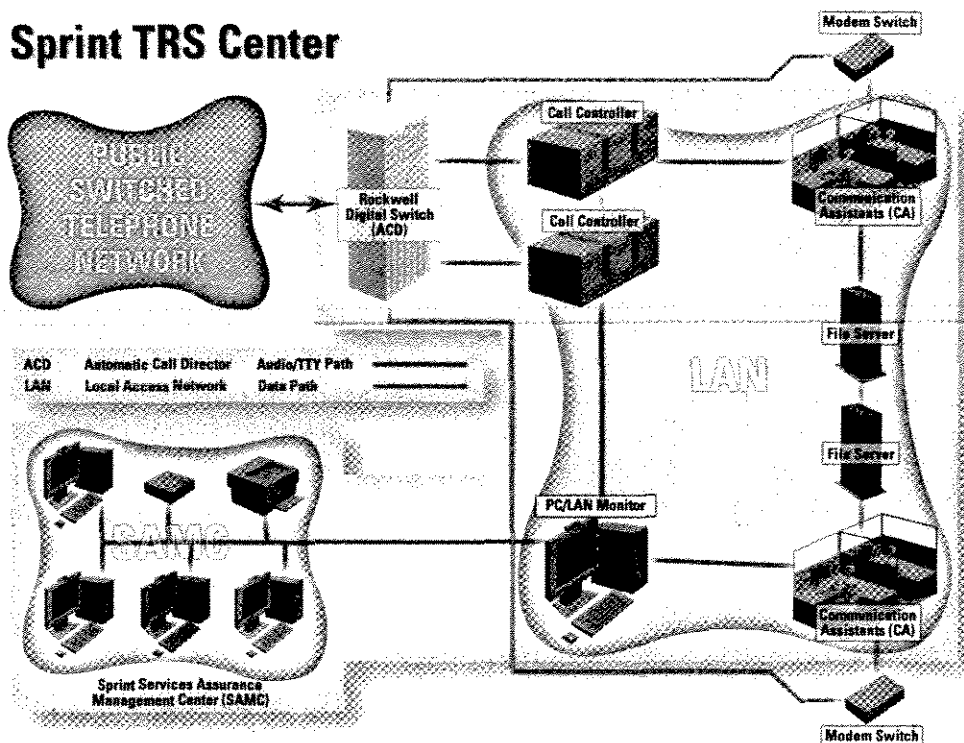 Sprint TRS Center
Modem Switch
PUBLIC
SWITCHED
TELEPHONE
NETWORK
Rockwell
Digital Switch
(ACD)
Call Controller
Call Controller
Communication
Assistants (CA)
File Server
LAN
File Server
ACD Automatic Call Director Audio/TTY Path
LAN Local Access Network Data Path
SAMC
PC/LAN Monitor
Communication
Assistants (CA)
Sprint Services Assurance
Management Center (SAMC)
Modem Switch